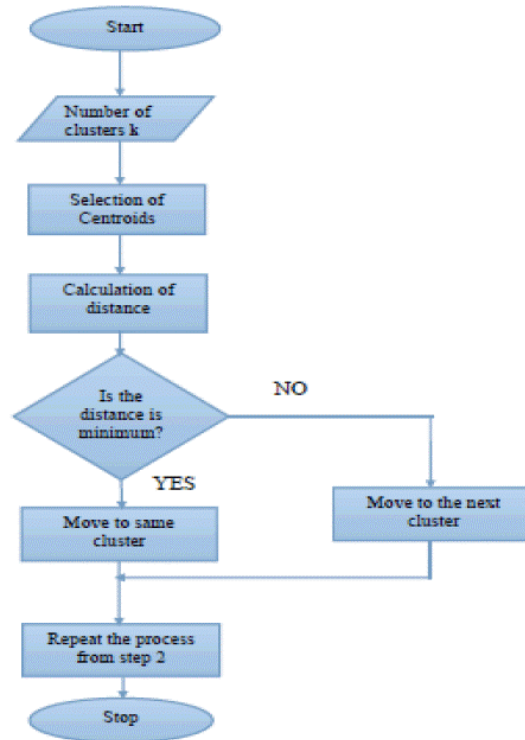 Start
Number of
clusters k
Selection of
Centroids
Calculation of
distance
Is the
distance is
minimum?
NO
YES
Move to same
cluster
Move to the next
cluster
Repeat the process
from step 2
Stop